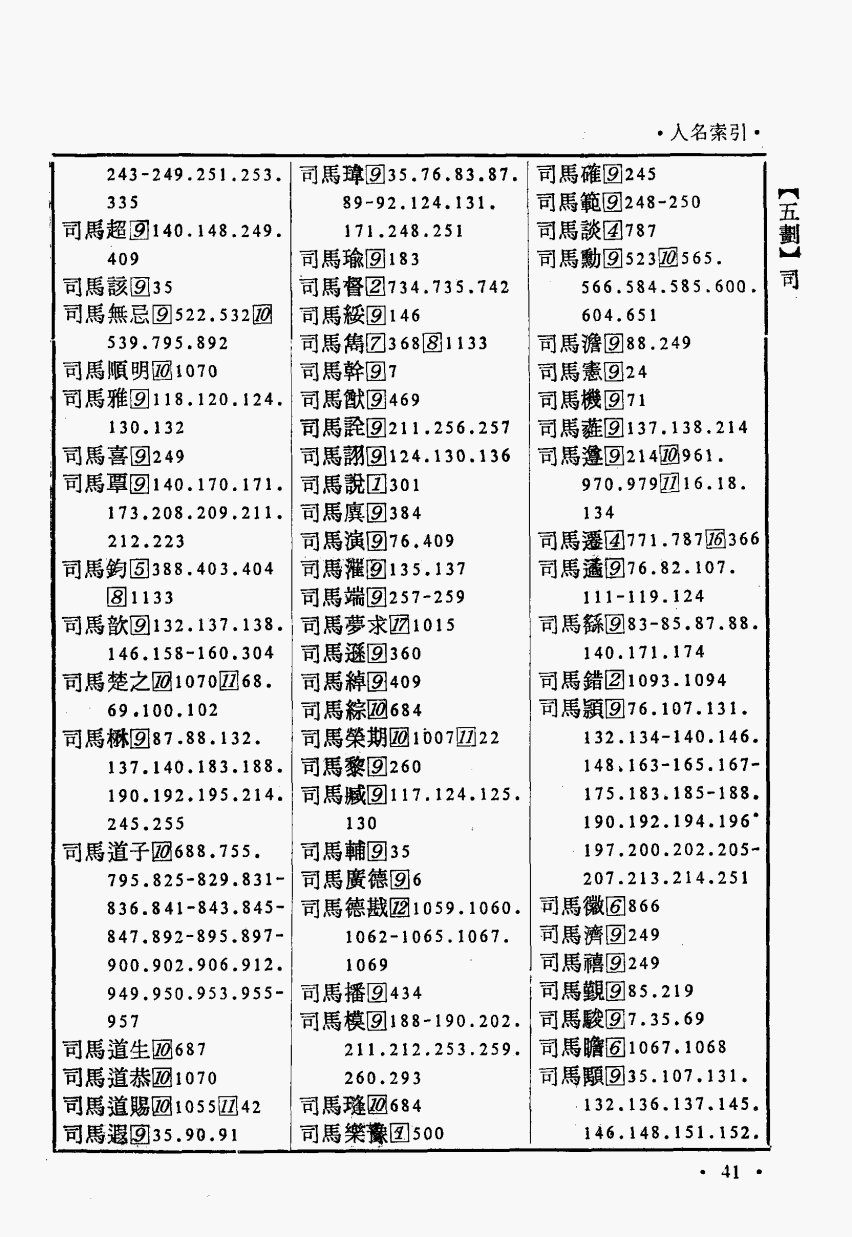 ·人名索引·
【五劃】司
243-249.251.253.
335
司馬超[9]140.148.249.
409
司馬該[9]35
司馬無忌[9]522.532[10]
539.795.892
司馬順明[10]1070
司馬雅[9]118.120.124.
130.132
司馬喜[9]249
司馬覃[9]140.170.171.
173.208.209.211.
212.223
司馬鈞[5]388.403.404
[8]1133
司馬歆[9]132.137.138.
146.158-160.304
司馬楚之[10]1070[11]68.
69.100.102
司馬楙[9]87.88.132.
137.140.183.188.
190.192.195.214.
245.255
司馬道子[10]688.755.
795.825-829.831-
836.841-843.845-
847.892-895.897-
900.902.906.912.
949.950.953.955-
957
司馬道生[10]687
司馬道恭[10]1070
司馬道賜[10]1055[11]42
司馬遐[9]35.90.91
司馬瑋[9]35.76.83.87.
89-92.124.131.
171.248.251
司馬瑜[9]183
司馬督[2]734.735.742
司馬綏[9]146
司馬雋[7]368[8]1133
司馬幹[9]7
司馬猷[9]469
司馬詮[9]211.256.257
司馬詡[9]124.130.136
司馬說[1]301
司馬廙[9]384
司馬演[9]76.409
司馬漼[9]135.137
司馬端[9]257-259
司馬夢求[17]1015
司馬遜[9]360
司馬綽[9]409
司馬綜[10]684
司馬榮期[10]1007[11]22
司馬黎[9]260
司馬臧[9]117.124.125.
130
司馬輔[9]35
司馬廣德[9]6
司馬德戡[12]1059.1060.
1062-1065.1067.
1069
司馬播[9]434
司馬模[9]188-190.202.
211.212.253.259.
260.293
司馬[10]684
司馬樂[1]500
司馬確[9]245
司馬範[9]248-250
司馬談[4]787
司馬勳[9]523[10]565.
566.584.585.600.
604.651
司馬澹[9]88.249
司馬憲[9]24
司馬機[9]71
司馬蕤[9]137.138.214
司馬遵[9]214[10]961.
970.979[11]16.18.
134
司馬遷[4]771.787[16]366
司馬遹[9]76.82.107.
111-119.124
司馬繇[9]83-85.87.88.
140.171.174
司馬錯[2]1093.1094
司馬穎[9]76.107.131.
132.134-140.146.
148.163-165.167-
175.183.185-188.
190.192.194.196·
197.200.202.205-
207.213.214.251
司馬徽[6]866
司馬濟[9]249
司馬禧[9]249
司馬覲[9]85.219
司馬駿[9]7.35.69
司馬瞻[6]1067.1068
司馬顒[9]35.107.131.
132.136.137.145.
146.148.151.152.
· 41 ·